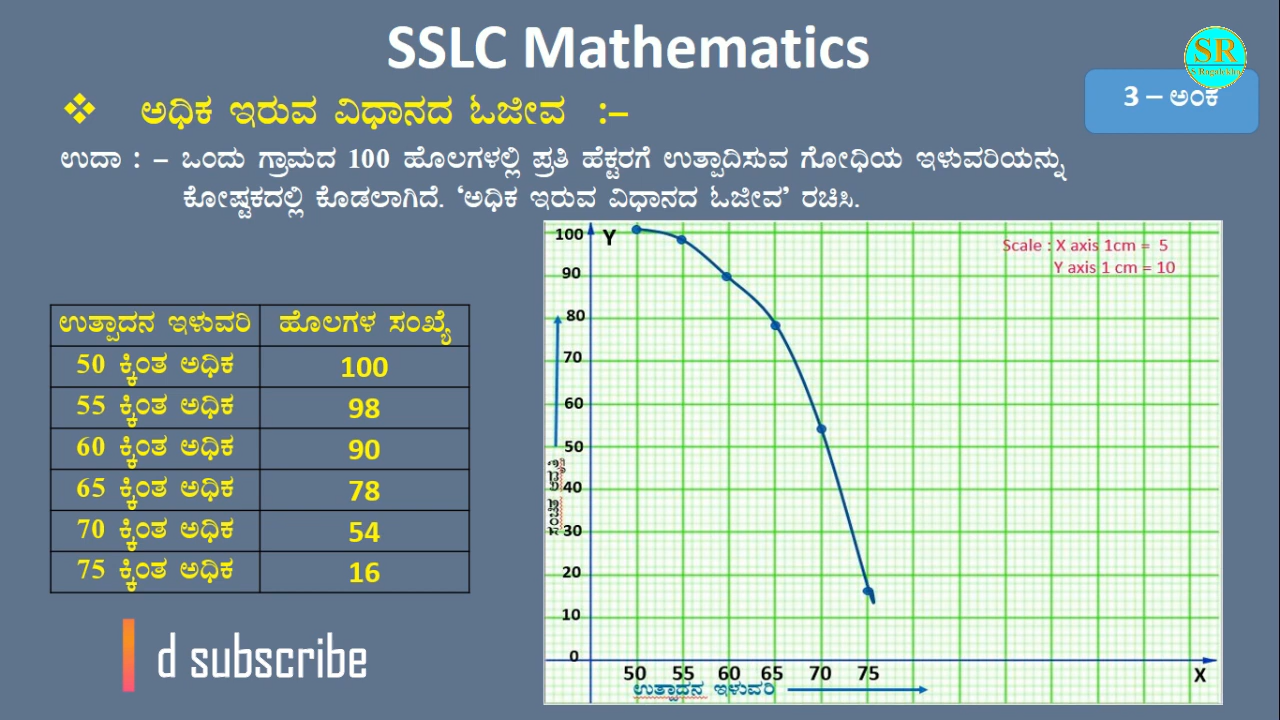 SSLC Mathematics
SR
S Ragalekha
3 – ಅಂಕ
❖ ಅಧಿಕ ಇರುವ ವಿಧಾನದ ಓಜೀವ :–
ಉದಾ : – ಒಂದು ಗ್ರಾಮದ 100 ಹೊಲಗಳಲ್ಲಿ ಪ್ರತಿ ಹೆಕ್ಟರಗೆ ಉತ್ಪಾದಿಸುವ ಗೋಧಿಯ ಇಳುವರಿಯನ್ನು
ಕೋಷ್ಟಕದಲ್ಲಿ ಕೊಡಲಾಗಿದೆ. ‘ಅಧಿಕ ಇರುವ ವಿಧಾನದ ಓಜೀವ’ ರಚಿಸಿ.
ಉತ್ಪಾದನ ಇಳುವರಿ ಹೊಲಗಳ ಸಂಖ್ಯೆ
50 ಕ್ಕಿಂತ ಅಧಿಕ 100
55 ಕ್ಕಿಂತ ಅಧಿಕ 98
60 ಕ್ಕಿಂತ ಅಧಿಕ 90
65 ಕ್ಕಿಂತ ಅಧಿಕ 78
70 ಕ್ಕಿಂತ ಅಧಿಕ 54
75 ಕ್ಕಿಂತ ಅಧಿಕ 16
d subscribe
Y
Scale : X axis 1cm = 5
Y axis 1 cm = 10
100
90
80
70
60
50
40
30
20
10
0
ಸಂಚಿತ ಆವೃತ್ತಿ
50 55 60 65 70 75
X
ಉತ್ಪಾದನ ಇಳುವರಿ